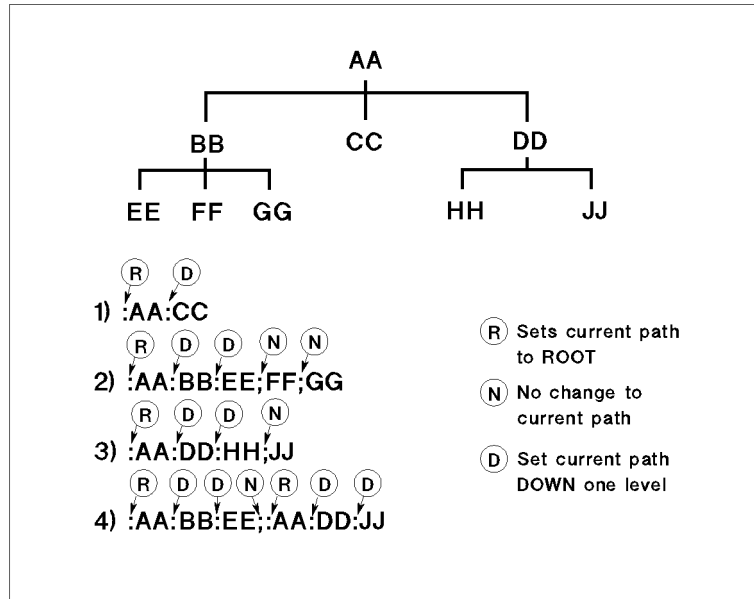 AA
BB CC DD
EE FF GG HH JJ
R D
1) :AA:CC
R D D N N
2) :AA:BB:EE;FF;GG
R D D N
3) :AA:DD:HH;JJ
R D D N R D D
4) :AA:BB:EE;:AA:DD:JJ
R Sets current path
to ROOT
N No change to
current path
D Set current path
DOWN one level